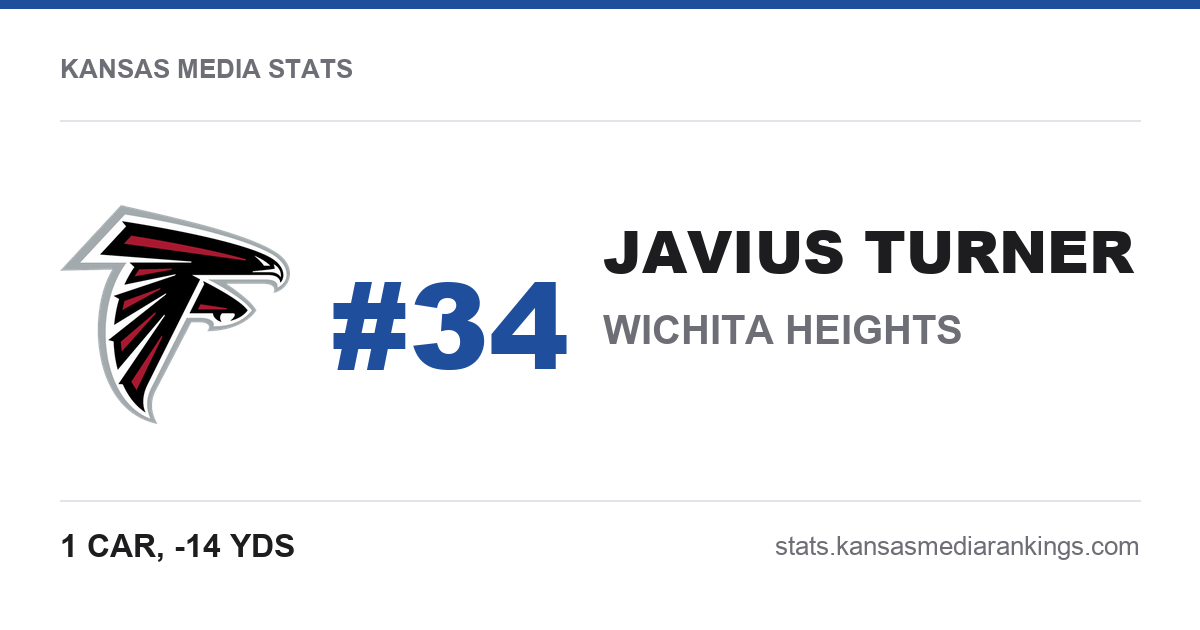 KANSAS MEDIA STATS
#34
JAVIUS TURNER
WICHITA HEIGHTS
1 CAR, -14 YDS
stats.kansasmediarankings.com